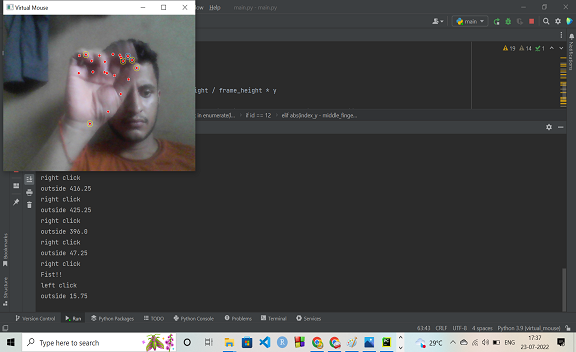 Virtual Mouse
ow Help main.py - main.py
main
19 14 1
Notifications
ight / frame_height * y
in enumerate(... › if id == 12 › elif abs(index_y - middle_finge...
right click
outside 416.25
right click
outside 425.25
right click
outside 396.0
right click
outside 47.25
right click
Fist!!
left click
outside 15.75
Bookmarks
Structure
Version Control Run Python Packages TODO Python Console Problems Terminal Services
63:43 CRLF UTF-8 4 spaces Python 3.9 (virtual_mouse)
Type here to search
29°C ENG 17:37
23-07-2022